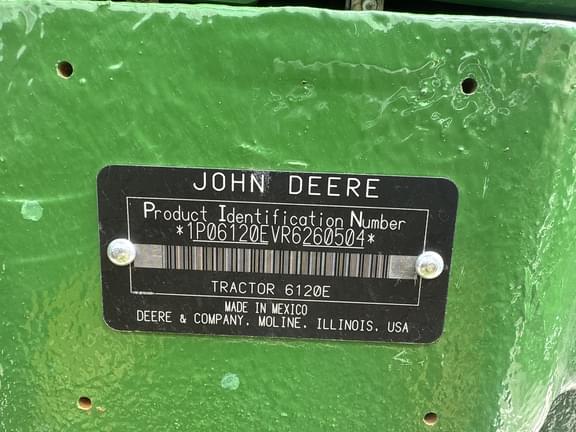 JOHN DEERE
Product Identification Number
*1P06120EVR6260504*
TRACTOR 6120E
MADE IN MEXICO
DEERE & COMPANY. MOLINE. ILLINOIS. USA